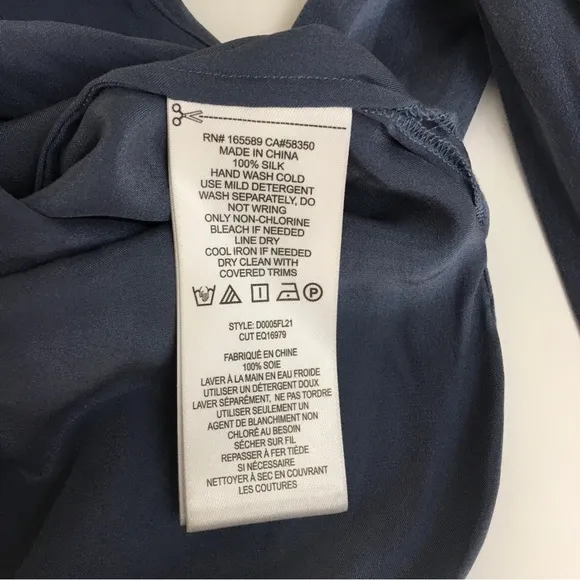 RN# 165589 CA#58350
MADE IN CHINA
100% SILK
HAND WASH COLD
USE MILD DETERGENT
WASH SEPARATELY, DO
NOT WRING
ONLY NON-CHLORINE
BLEACH IF NEEDED
LINE DRY
COOL IRON IF NEEDED
DRY CLEAN WITH
COVERED TRIMS
P
STYLE: D0005FL21
CUT EQ16979
FABRIQUÉ EN CHINE
100% SOIE
LAVER À LA MAIN EN EAU FROIDE
UTILISER UN DÉTERGENT DOUX
LAVER SÉPARÉMENT, NE PAS TORDRE
UTILISER SEULEMENT UN
AGENT DE BLANCHIMENT NON
CHLORÉ AU BESOIN
SÉCHER SUR FIL
REPASSER À FER TIÈDE
SI NÉCESSAIRE
NETTOYER À SEC EN COUVRANT
LES COUTURES